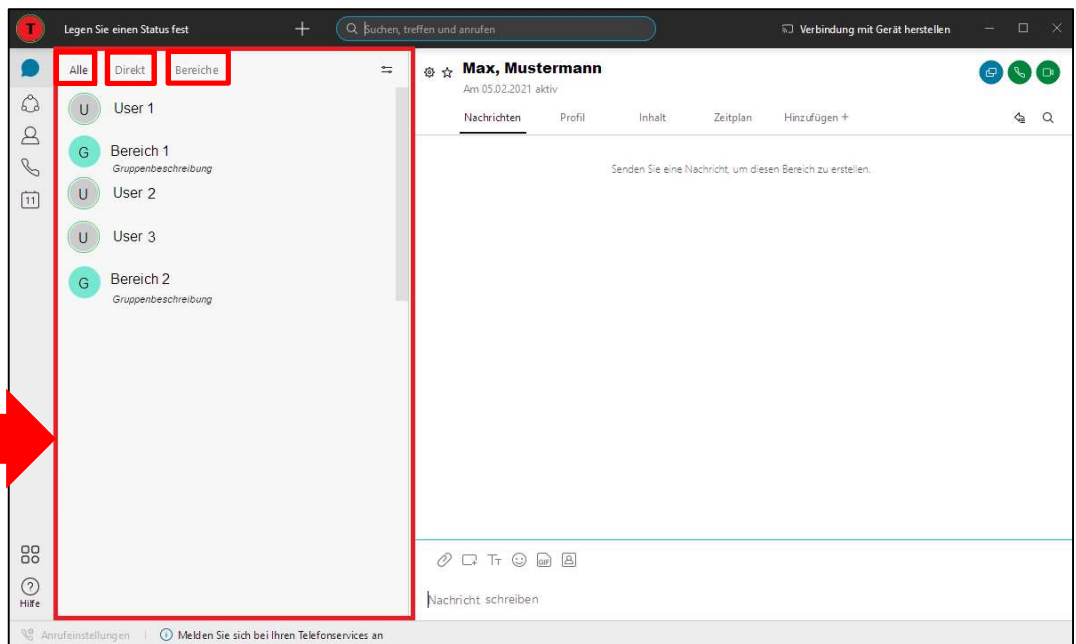 T
Legen Sie einen Status fest
Suchen, treffen und anrufen
Verbindung mit Gerät herstellen
Alle
Direkt
Bereiche
U
User 1
G
Bereich 1
Gruppenbeschreibung
U
User 2
U
User 3
G
Bereich 2
Gruppenbeschreibung
11
Hilfe
Max, Mustermann
Am 05.02.2021 aktiv
Nachrichten
Profil
Inhalt
Zeitplan
Hinzufügen +
Senden Sie eine Nachricht, um diesen Bereich zu erstellen.
GIF
Nachricht schreiben
Anrufeinstellungen
Melden Sie sich bei Ihren Telefonservices an